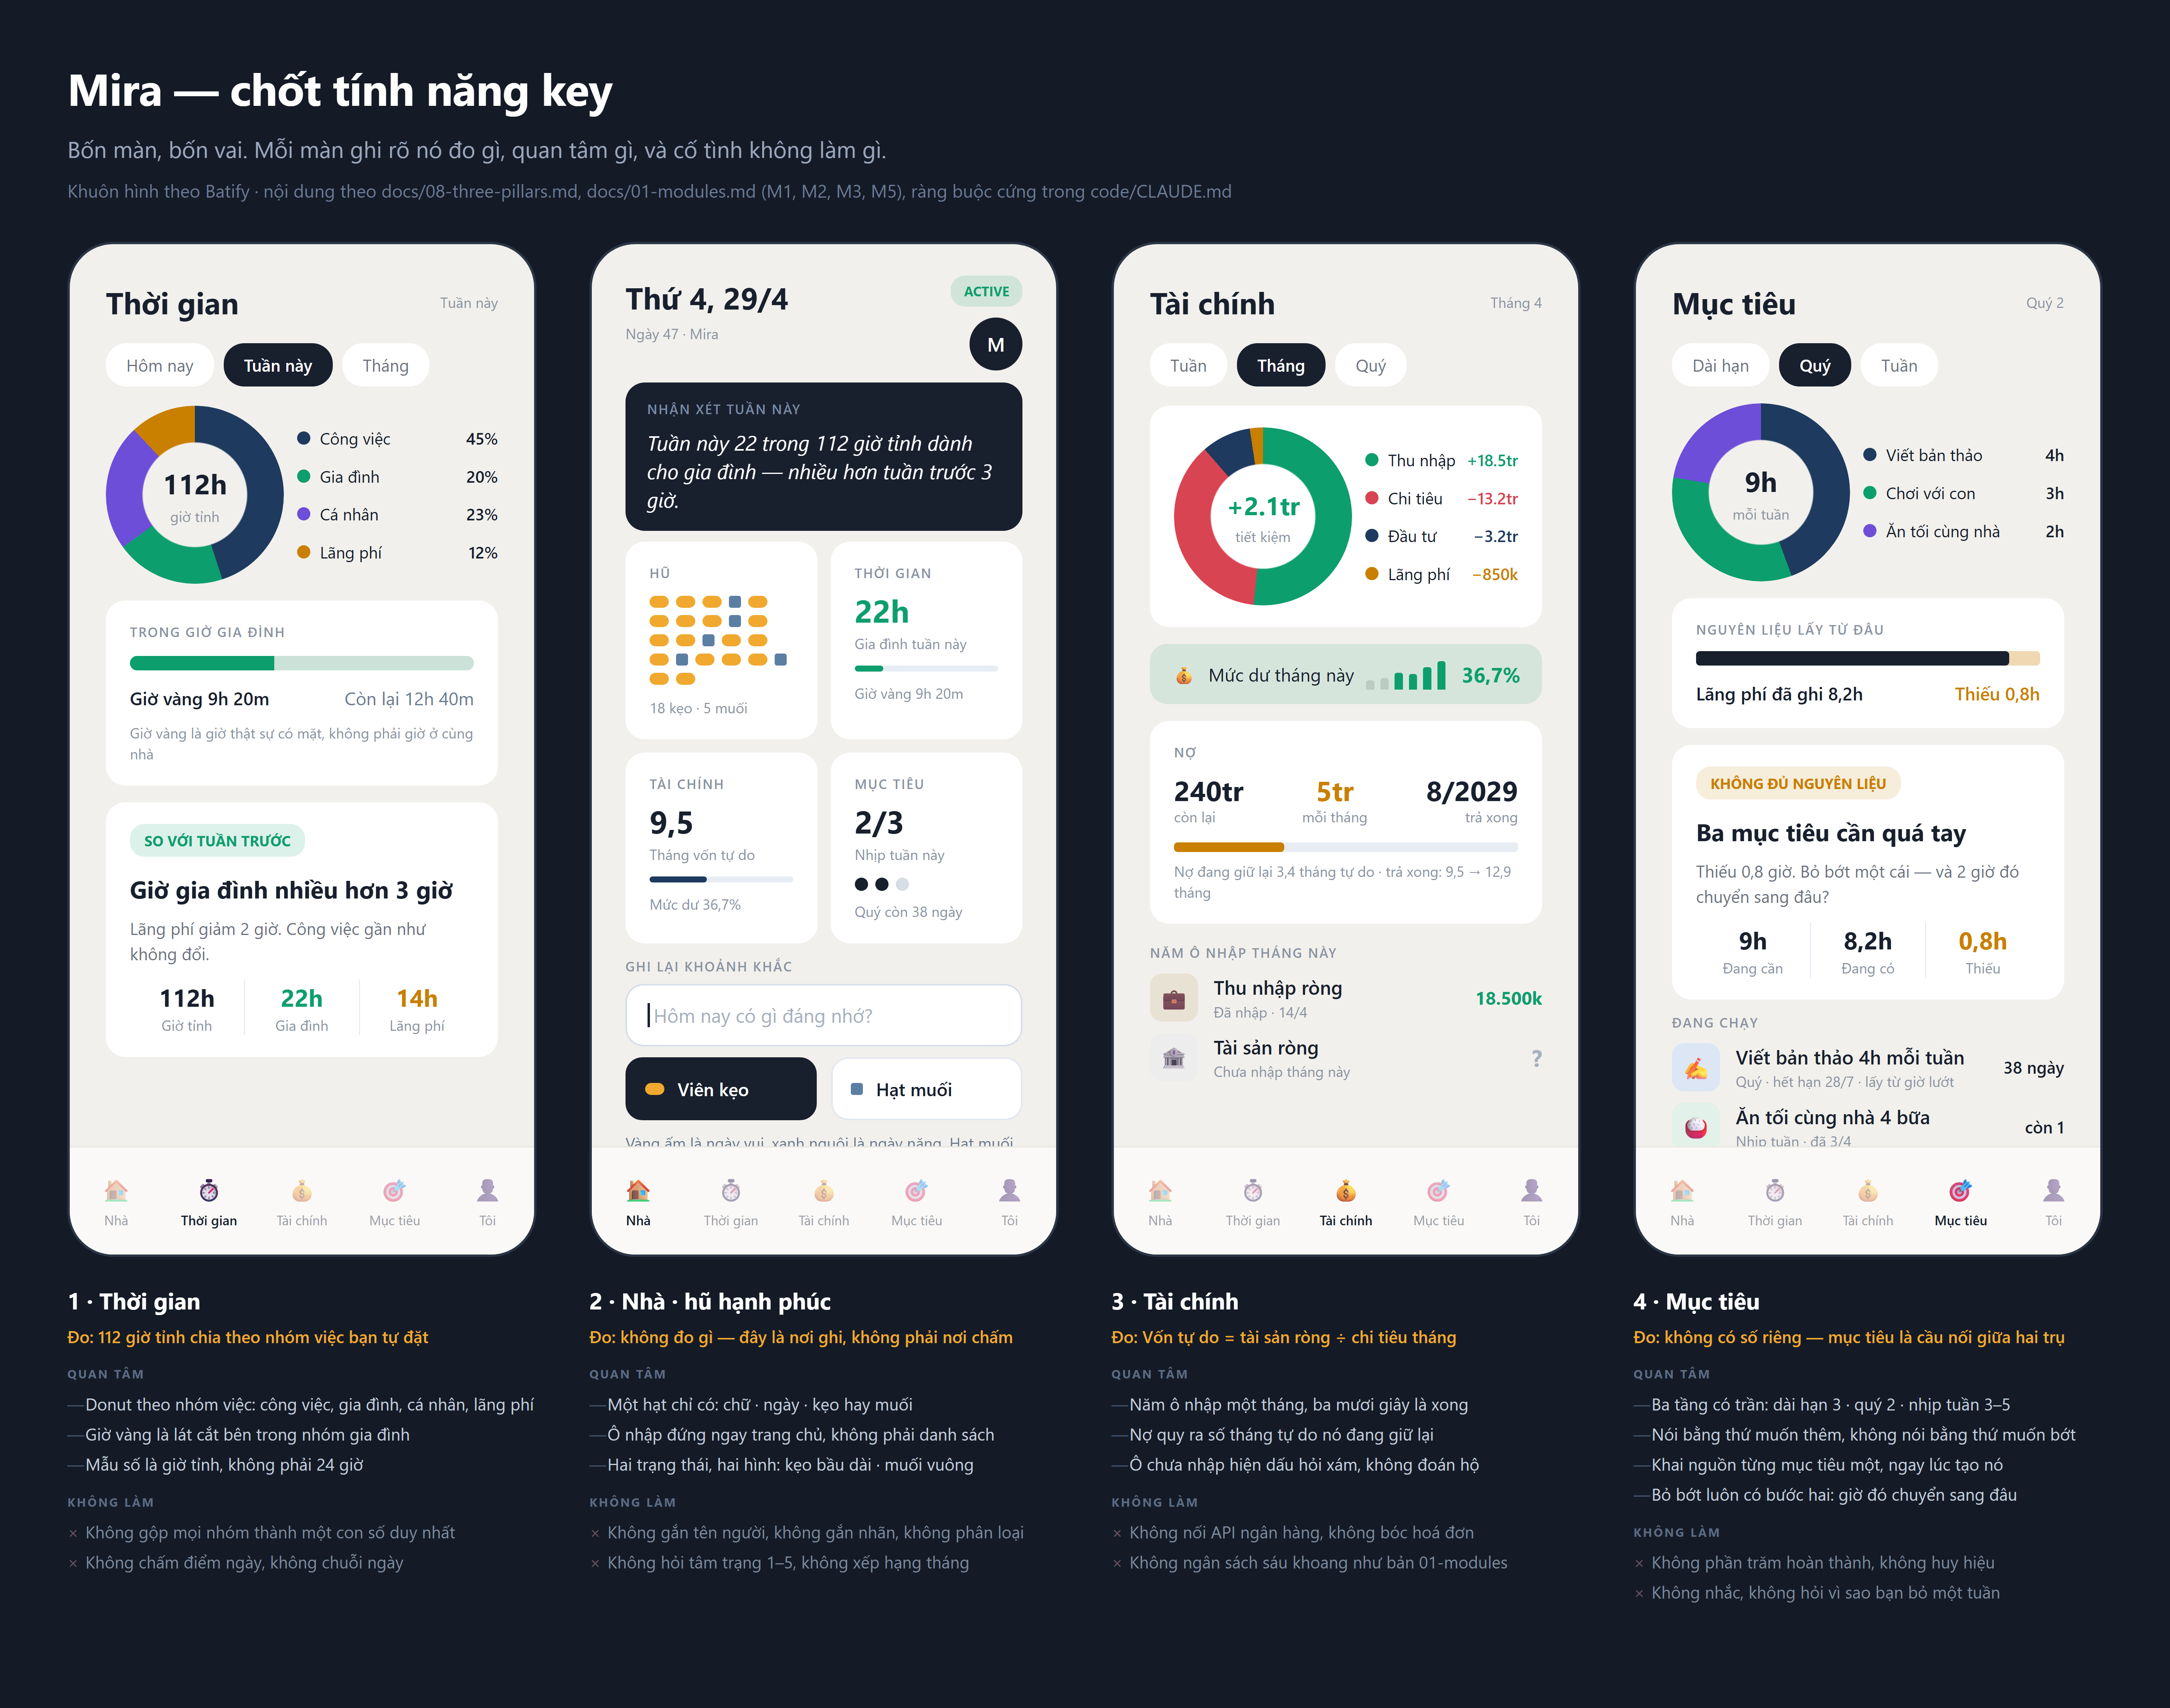 Mira — chốt tính năng key
Bốn màn, bốn vai. Mỗi màn ghi rõ nó đo gì, quan tâm gì, và cố tình không làm gì.
Khuôn hình theo Batify · nội dung theo docs/08-three-pillars.md, docs/01-modules.md (M1, M2, M3, M5), ràng buộc cứng trong code/CLAUDE.md
Thời gian
Tuần này
Hôm nay
Tuần này
Tháng
112h
giờ tỉnh
Công việc 45%
Gia đình 20%
Cá nhân 23%
Lãng phí 12%
TRONG GIỜ GIA ĐÌNH
Giờ vàng 9h 20m
Còn lại 12h 40m
Giờ vàng là giờ thật sự có mặt, không phải giờ ở cùng
nhà
SO VỚI TUẦN TRƯỚC
Giờ gia đình nhiều hơn 3 giờ
Lãng phí giảm 2 giờ. Công việc gần như
không đổi.
112h
22h
14h
Giờ tỉnh
Gia đình
Lãng phí
Nhà
Thời gian
Tài chính
Mục tiêu
Tôi
Thứ 4, 29/4
ACTIVE
Ngày 47 · Mira
M
NHẬN XÉT TUẦN NÀY
Tuần này 22 trong 112 giờ tỉnh dành
cho gia đình — nhiều hơn tuần trước 3
giờ.
HŨ
18 kẹo · 5 muối
THỜI GIAN
22h
Gia đình tuần này
Giờ vàng 9h 20m
TÀI CHÍNH
9,5
Tháng vốn tự do
Mức dư 36,7%
MỤC TIÊU
2/3
Nhịp tuần này
Quý còn 38 ngày
GHI LẠI KHOẢNH KHẮC
Hôm nay có gì đáng nhớ?
Viên kẹo
Hạt muối
Vàng ấm là ngày vui, xanh nguội là ngày nặng. Hạt muối
Nhà
Thời gian
Tài chính
Mục tiêu
Tôi
Tài chính
Tháng 4
Tuần
Tháng
Quý
+2.1tr
tiết kiệm
Thu nhập +18.5tr
Chi tiêu −13.2tr
Đầu tư −3.2tr
Lãng phí −850k
Mức dư tháng này
36,7%
NỢ
240tr
5tr
8/2029
còn lại
mỗi tháng
trả xong
Nợ đang giữ lại 3,4 tháng tự do · trả xong: 9,5 → 12,9
tháng
NĂM Ô NHẬP THÁNG NÀY
Thu nhập ròng
Đã nhập · 14/4
18.500k
Tài sản ròng
Chưa nhập tháng này
?
Nhà
Thời gian
Tài chính
Mục tiêu
Tôi
Mục tiêu
Quý 2
Dài hạn
Quý
Tuần
9h
mỗi tuần
Viết bản thảo 4h
Chơi với con 3h
Ăn tối cùng nhà 2h
NGUYÊN LIỆU LẤY TỪ ĐÂU
Lãng phí đã ghi 8,2h
Thiếu 0,8h
KHÔNG ĐỦ NGUYÊN LIỆU
Ba mục tiêu cần quá tay
Thiếu 0,8 giờ. Bỏ bớt một cái — và 2 giờ đó
chuyển sang đâu?
9h
8,2h
0,8h
Đang cần
Đang có
Thiếu
ĐANG CHẠY
Viết bản thảo 4h mỗi tuần
Quý · hết hạn 28/7 · lấy từ giờ lướt
38 ngày
Ăn tối cùng nhà 4 bữa
Nhịp tuần · đã 3/4
còn 1
Nhà
Thời gian
Tài chính
Mục tiêu
Tôi
1 · Thời gian
Đo: 112 giờ tỉnh chia theo nhóm việc bạn tự đặt
QUAN TÂM
—Donut theo nhóm việc: công việc, gia đình, cá nhân, lãng phí
—Giờ vàng là lát cắt bên trong nhóm gia đình
—Mẫu số là giờ tỉnh, không phải 24 giờ
KHÔNG LÀM
× Không gộp mọi nhóm thành một con số duy nhất
× Không chấm điểm ngày, không chuỗi ngày
2 · Nhà · hũ hạnh phúc
Đo: không đo gì — đây là nơi ghi, không phải nơi chấm
QUAN TÂM
—Một hạt chỉ có: chữ · ngày · kẹo hay muối
—Ô nhập đứng ngay trang chủ, không phải danh sách
—Hai trạng thái, hai hình: kẹo bầu dài · muối vuông
KHÔNG LÀM
× Không gắn tên người, không gắn nhãn, không phân loại
× Không hỏi tâm trạng 1–5, không xếp hạng tháng
3 · Tài chính
Đo: Vốn tự do = tài sản ròng ÷ chi tiêu tháng
QUAN TÂM
—Năm ô nhập một tháng, ba mươi giây là xong
—Nợ quy ra số tháng tự do nó đang giữ lại
—Ô chưa nhập hiện dấu hỏi xám, không đoán hộ
KHÔNG LÀM
× Không nối API ngân hàng, không bóc hoá đơn
× Không ngân sách sáu khoang như bản 01-modules
4 · Mục tiêu
Đo: không có số riêng — mục tiêu là cầu nối giữa hai trụ
QUAN TÂM
—Ba tầng có trần: dài hạn 3 · quý 2 · nhịp tuần 3–5
—Nói bằng thứ muốn thêm, không nói bằng thứ muốn bớt
—Khai nguồn từng mục tiêu một, ngay lúc tạo nó
—Bỏ bớt luôn có bước hai: giờ đó chuyển sang đâu
KHÔNG LÀM
× Không phần trăm hoàn thành, không huy hiệu
× Không nhắc, không hỏi vì sao bạn bỏ một tuần